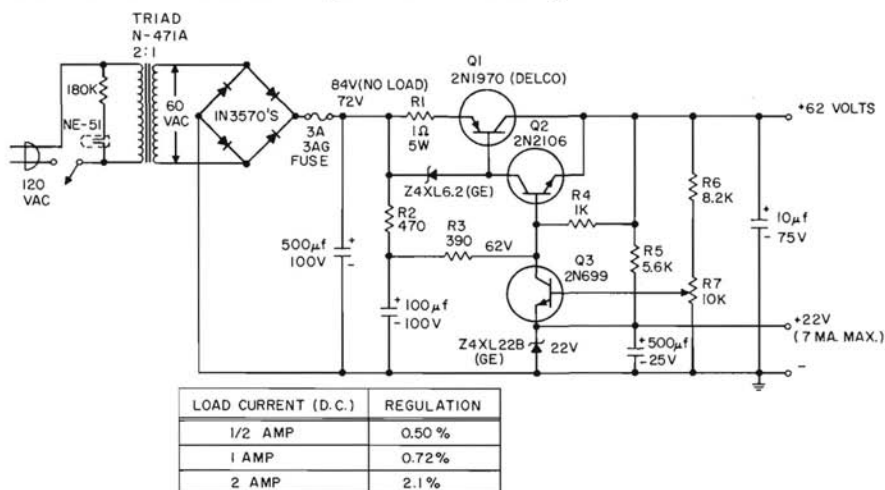 TRIAD
N-471A
2:1
180K
NE-51
120
VAC
60
VAC
IN3570'S
3A
3AG
FUSE
84V(NO LOAD)
72V
R1
1Ω
5W
Q1
2N1970 (DELCO)
Q2
2N2106
Z4XL6.2(GE)
R2
470
R3
390
62V
R4
1K
500μf
100V
+
-
+100μf
-100V
Q3
2N699
Z4XL22B
(GE)
22V
R5
5.6K
R6
8.2K
R7
10K
+
500μf
-25V
+
10μf
-75V
+62 VOLTS
+22V
(7 MA. MAX.)
-
LOAD CURRENT (D.C.) REGULATION
1/2 AMP 0.50%
1 AMP 0.72%
2 AMP 2.1%